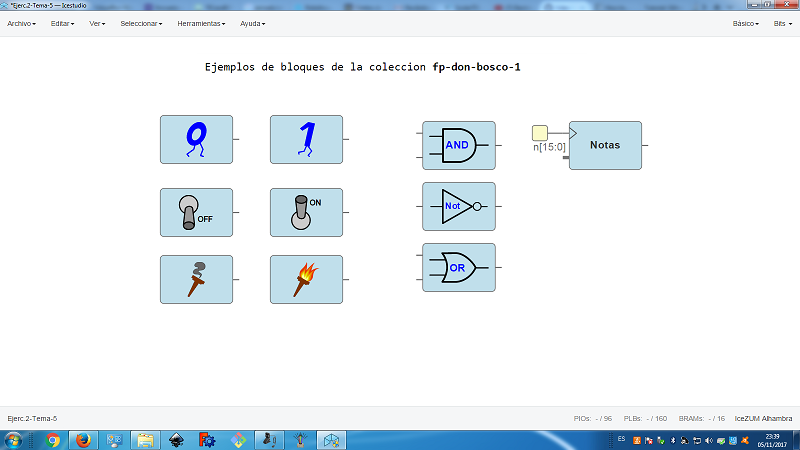 *Ejerc.2-Tema-5 — Icestudio
Archivo Editar Ver Seleccionar Herramientas Ayuda Básico Bits
Ejemplos de bloques de la coleccion fp-don-bosco-1
0 1 AND n[15:0] Notas
OFF ON Not
OR
Ejerc.2-Tema-5 PIOs: - / 96 PLBs: - / 160 BRAMs: - / 16 IceZUM Alhambra
ES 23:39
05/11/2017